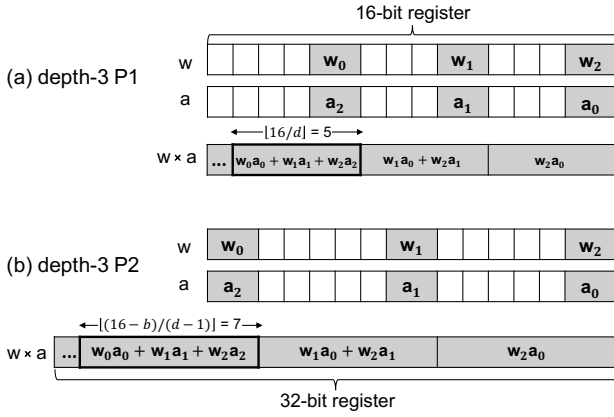 16-bit register
(a) depth-3 P1
w w₀ w₁ w₂
a a₂ a₁ a₀
⌊16/d⌋ = 5
w × a ... w₀a₀ + w₁a₁ + w₂a₂ w₁a₀ + w₂a₁ w₂a₀
(b) depth-3 P2
w w₀ w₁ w₂
a a₂ a₁ a₀
⌊(16 − b)/(d − 1)⌋ = 7
w × a ... w₀a₀ + w₁a₁ + w₂a₂ w₁a₀ + w₂a₁ w₂a₀
32-bit register